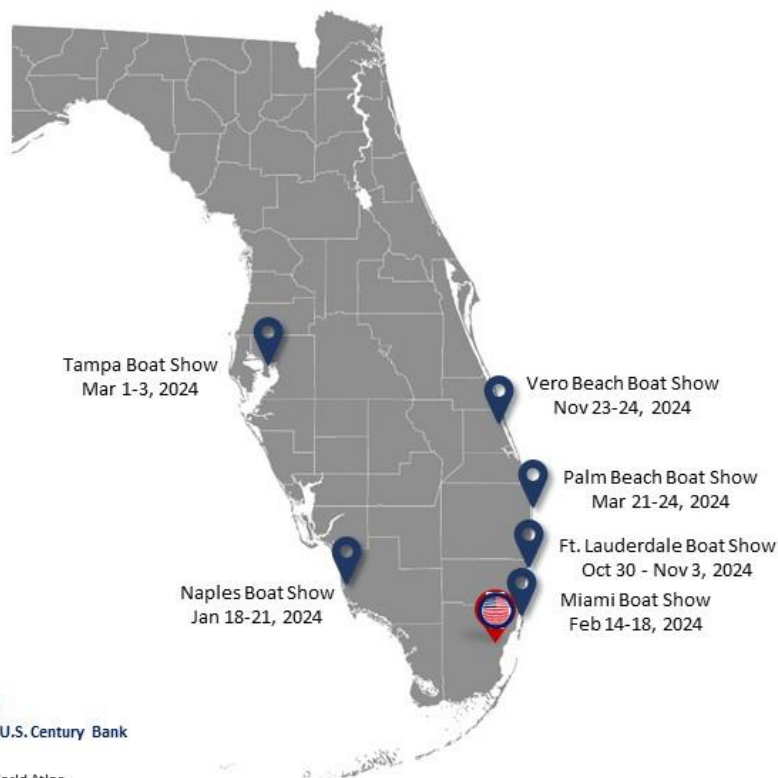 Tampa Boat Show
Mar 1-3, 2024
Vero Beach Boat Show
Nov 23-24, 2024
Palm Beach Boat Show
Mar 21-24, 2024
Ft. Lauderdale Boat Show
Oct 30 - Nov 3, 2024
Naples Boat Show
Jan 18-21, 2024
Miami Boat Show
Feb 14-18, 2024
U.S. Century Bank
Atlas